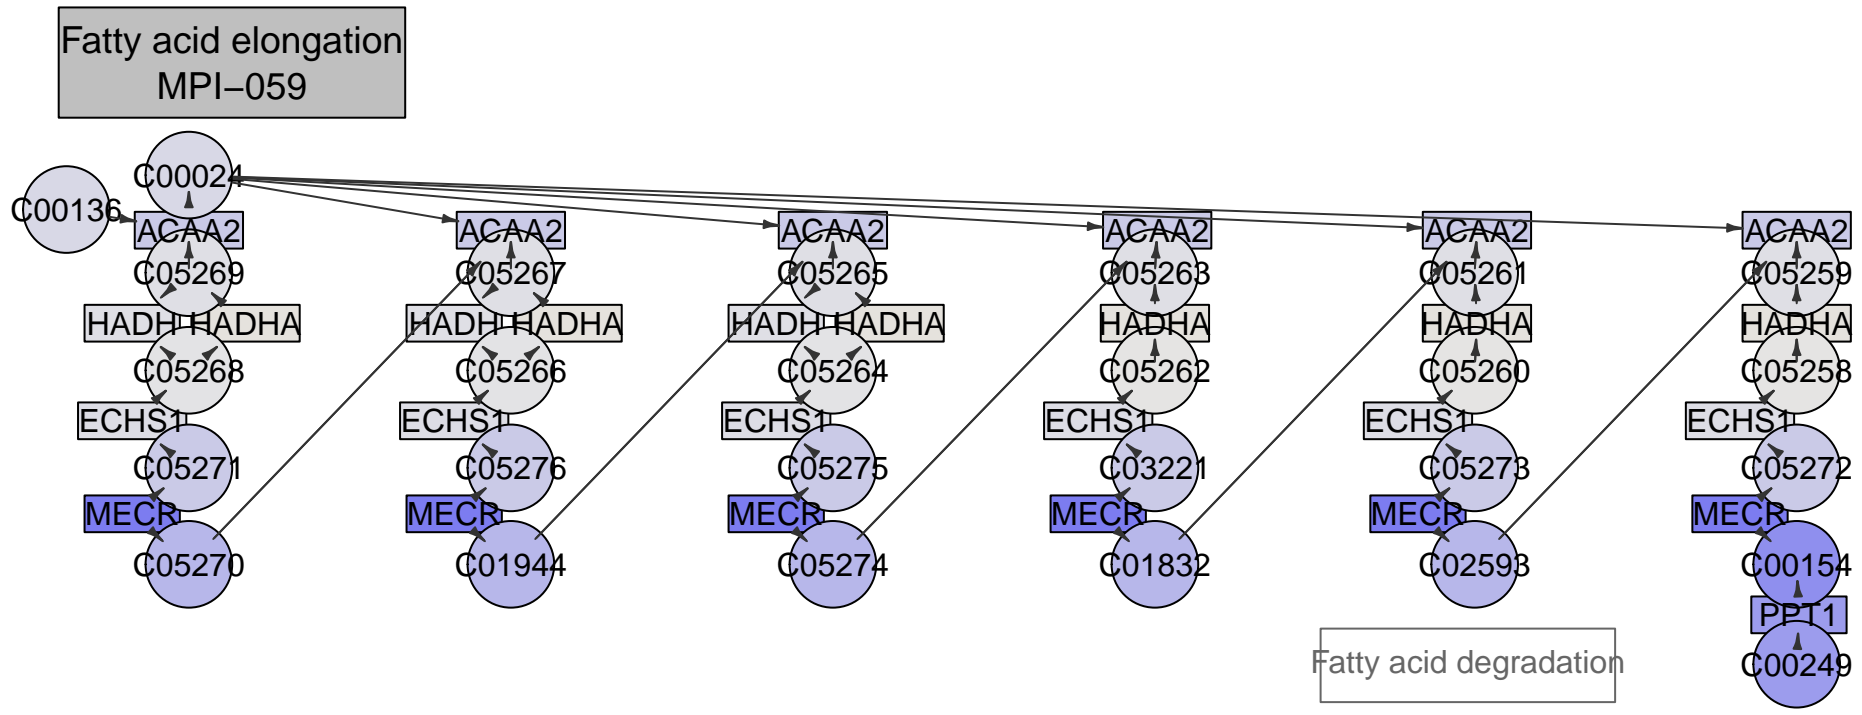 Fatty acid elongation
MPI−059
C00024
C00136
ACAA2 ACAA2 ACAA2 ACAA2 ACAA2 ACAA2
C05269 C05267 C05265 C05263 C05261 C05259
HADH HADHA HADH HADHA HADH HADHA HADHA HADHA HADHA
C05268 C05266 C05264 C05262 C05260 C05258
ECHS1 ECHS1 ECHS1 ECHS1 ECHS1 ECHS1
C05271 C05276 C05275 C03221 C05273 C05272
MECR MECR MECR MECR MECR MECR
C05270 C01944 C05274 C01832 C02593 C00154
PPT1
Fatty acid degradation C00249